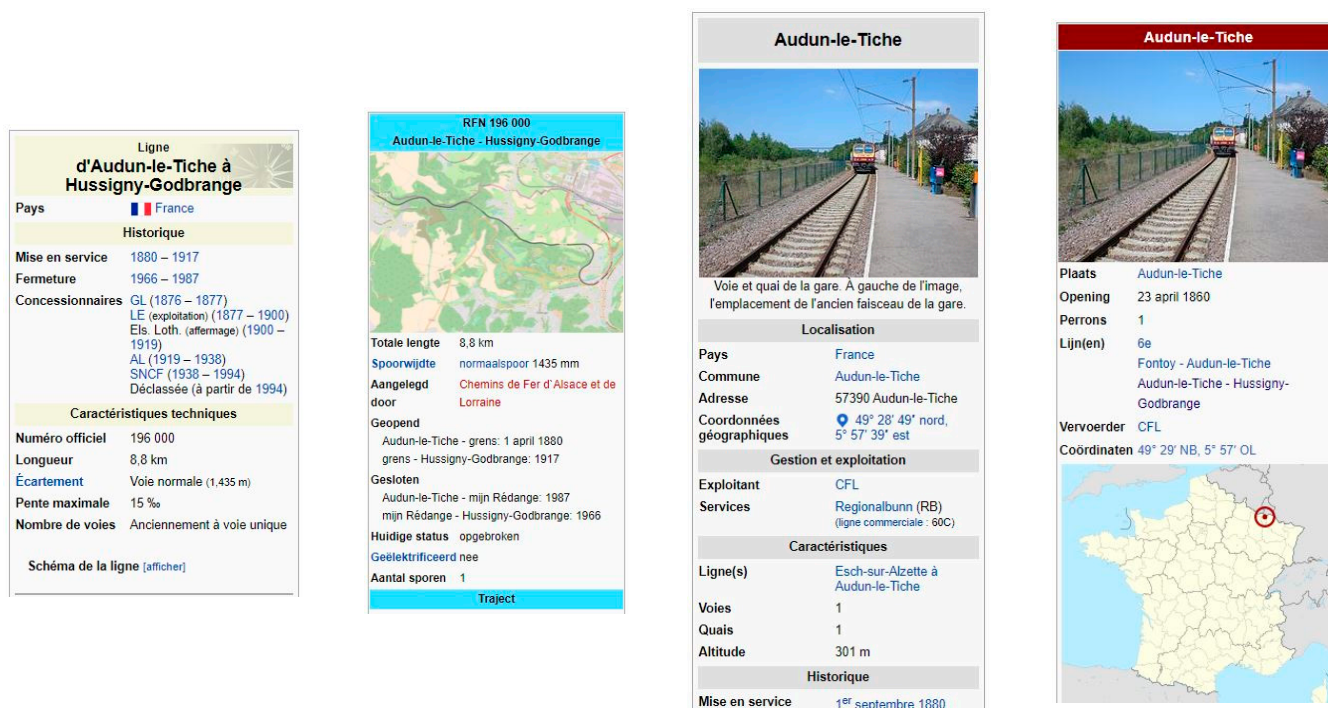 Ligne
d'Audun-le-Tiche à
Hussigny-Godbrange
Pays France
Historique
Mise en service 1880 – 1917
Fermeture 1966 – 1987
Concessionnaires GL (1876 – 1877)
LE (exploitation) (1877 – 1900)
Els. Loth. (affermage) (1900 –
1919)
AL (1919 – 1938)
SNCF (1938 – 1994)
Déclassée (à partir de 1994)
Caractéristiques techniques
Numéro officiel 196 000
Longueur 8,8 km
Écartement Voie normale (1,435 m)
Pente maximale 15 ‰
Nombre de voies Anciennement à voie unique
Schéma de la ligne [afficher]
RFN 196 000
Audun-le-Tiche - Hussigny-Godbrange
Totale lengte 8,8 km
Spoorwijdte normaalspoor 1435 mm
Aangelegd Chemins de Fer d'Alsace et de
door Lorraine
Geopend
Audun-le-Tiche - grens: 1 april 1880
grens - Hussigny-Godbrange: 1917
Gesloten
Audun-le-Tiche - mijn Rédange: 1987
mijn Rédange - Hussigny-Godbrange: 1966
Huidige status opgebroken
Geëlektrificeerd nee
Aantal sporen 1
Traject
Audun-le-Tiche
Voie et quai de la gare. À gauche de l'image,
l'emplacement de l'ancien faisceau de la gare.
Localisation
Pays France
Commune Audun-le-Tiche
Adresse 57390 Audun-le-Tiche
Coordonnées 49° 28′ 49″ nord,
géographiques 5° 57′ 39″ est
Gestion et exploitation
Exploitant CFL
Services Regionalbunn (RB)
(ligne commerciale : 60C)
Caractéristiques
Ligne(s) Esch-sur-Alzette à
Audun-le-Tiche
Voies 1
Quais 1
Altitude 301 m
Historique
Mise en service 1er septembre 1880
Audun-le-Tiche
Plaats Audun-le-Tiche
Opening 23 april 1860
Perrons 1
Lijn(en) 6e
Fontoy - Audun-le-Tiche
Audun-le-Tiche - Hussigny-
Godbrange
Vervoerder CFL
Coördinaten 49° 29′ NB, 5° 57′ OL